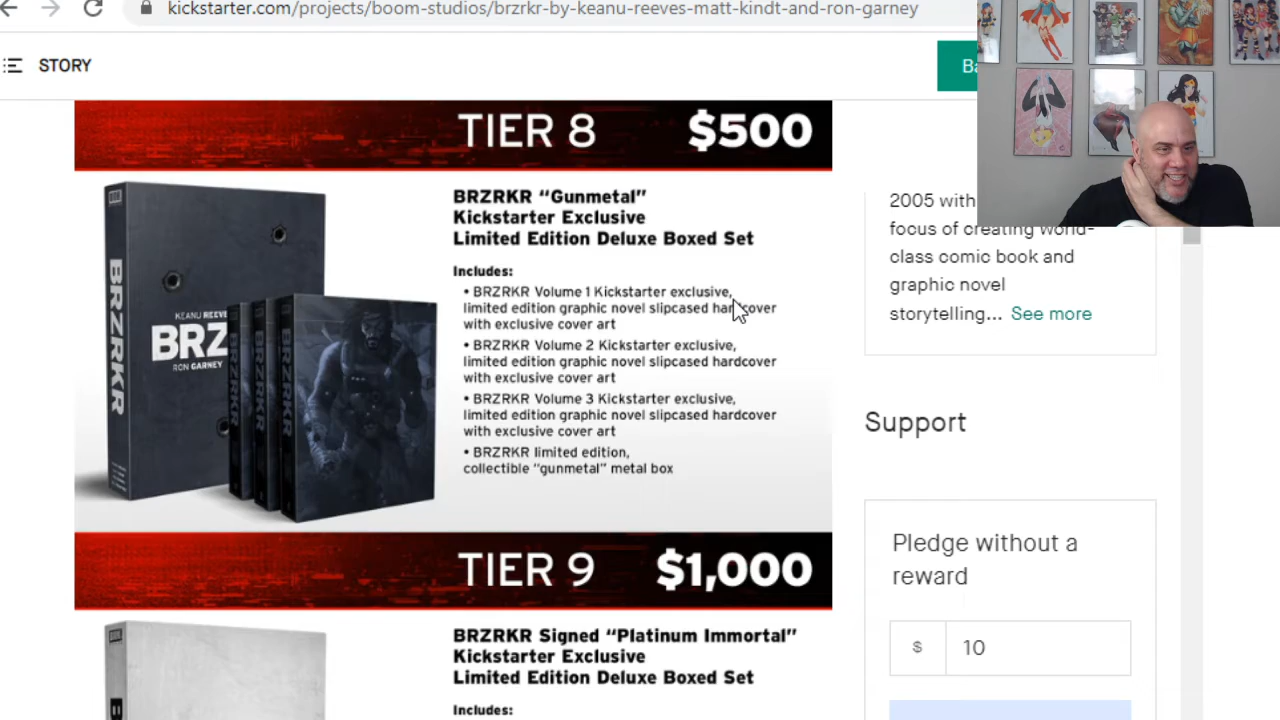 kickstarter.com/projects/boom-studios/brzrkr-by-keanu-reeves-matt-kindt-and-ron-garney
STORY
TIER 8 $500
BRZRKR “Gunmetal”
Kickstarter Exclusive
Limited Edition Deluxe Boxed Set
Includes:
• BRZRKR Volume 1 Kickstarter exclusive,
limited edition graphic novel slipcased hardcover
with exclusive cover art
• BRZRKR Volume 2 Kickstarter exclusive,
limited edition graphic novel slipcased hardcover
with exclusive cover art
• BRZRKR Volume 3 Kickstarter exclusive,
limited edition graphic novel slipcased hardcover
with exclusive cover art
• BRZRKR limited edition,
collectible “gunmetal” metal box
BRZRKR
KEANU REEVE
BRZ
RON GARNEY
BRZRKR
BRZRKR
BRZRKR
TIER 9 $1,000
BRZRKR Signed “Platinum Immortal”
Kickstarter Exclusive
Limited Edition Deluxe Boxed Set
Includes:
Ba
2005 with
focus of creating world-
class comic book and
graphic novel
storytelling... See more
Support
Pledge without a
reward
$ 10